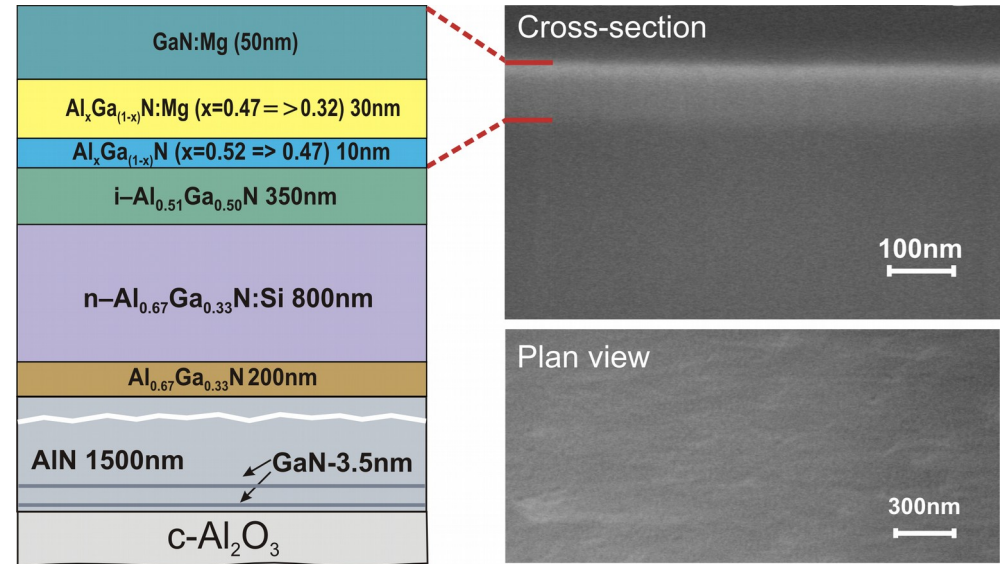 GaN:Mg (50nm)
AlₓGa₍₁₋ₓ₎N:Mg (x=0.47=>0.32) 30nm
AlₓGa₍₁₋ₓ₎N (x=0.52 => 0.47) 10nm
i–Al₀.₅₁Ga₀.₅₀N 350nm
n–Al₀.₆₇Ga₀.₃₃N:Si 800nm
Al₀.₆₇Ga₀.₃₃N 200nm
AlN 1500nm
GaN-3.5nm
c-Al₂O₃
Cross-section
100nm
Plan view
300nm